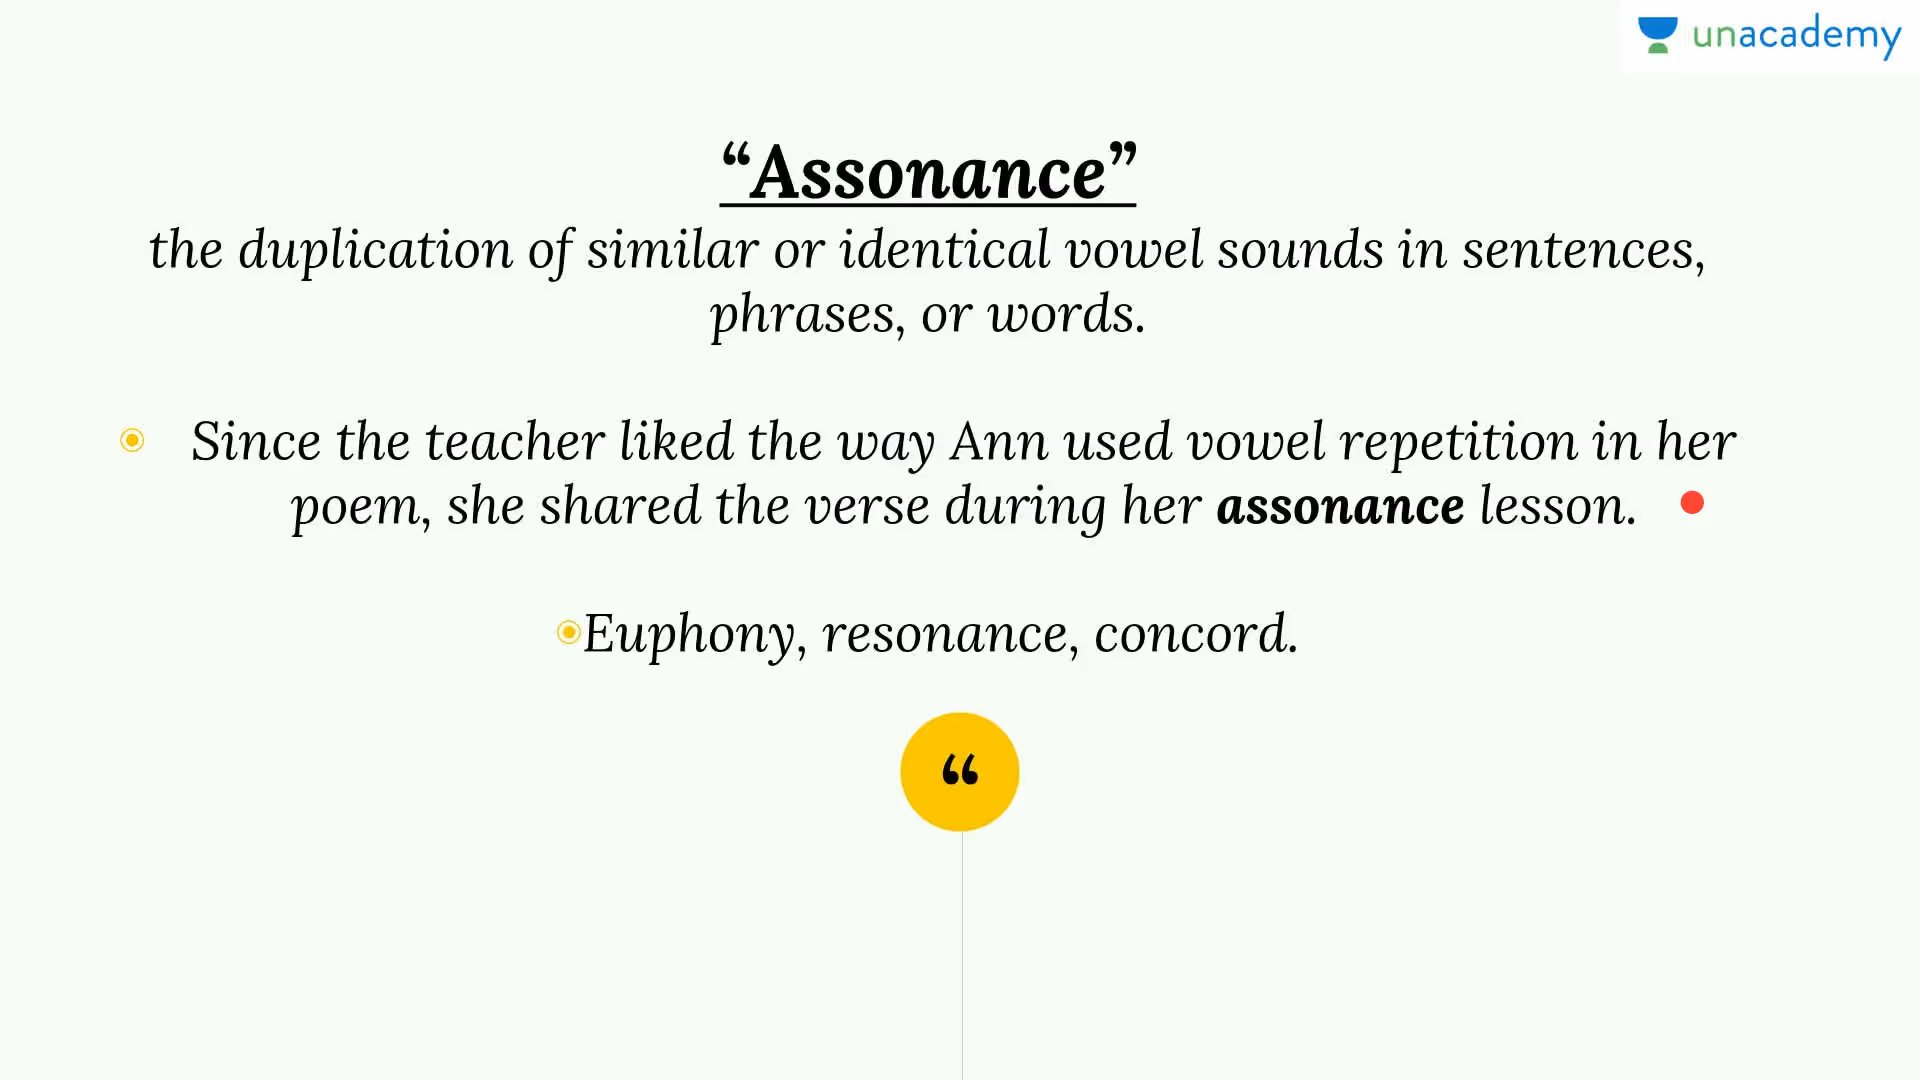 unacademy
“Assonance”
the duplication of similar or identical vowel sounds in sentences,
phrases, or words.
Since the teacher liked the way Ann used vowel repetition in her
poem, she shared the verse during her assonance lesson.
Euphony, resonance, concord.
“